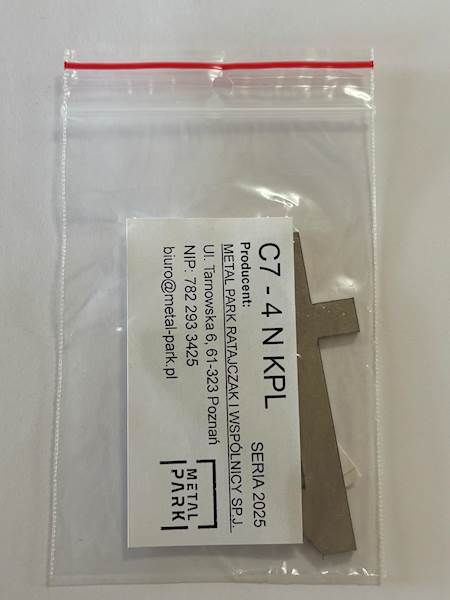 C7 - 4 N KPL
SERIA 2025
Producent:
METAL PARK RATAJCZAK I WSPÓLNICY SP.J.
Ul. Tarnowska 6, 61-323 Poznań
NIP: 782 293 3425
biuro@metal-park.pl
METAL
PARK